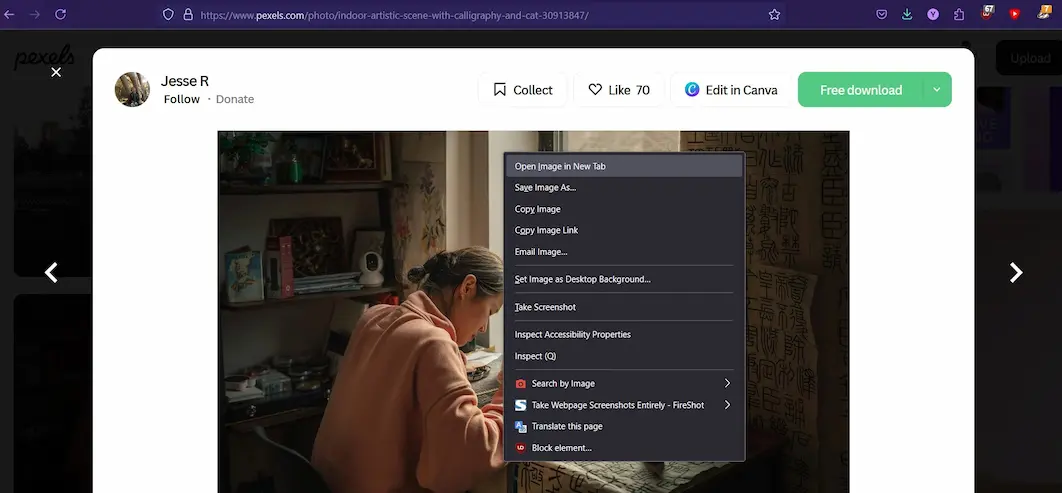 https://www.pexels.com/photo/indoor-artistic-scene-with-calligraphy-and-cat-30913847/
pexels
Upload
Jesse R
Follow · Donate
Collect
Like 70
Edit in Canva
Free download
Open Image in New Tab
Save Image As...
Copy Image
Copy Image Link
Email Image...
Set Image as Desktop Background...
Take Screenshot
Inspect Accessibility Properties
Inspect (Q)
Search by Image
Take Webpage Screenshots Entirely - FireShot
Translate this page
Block element...